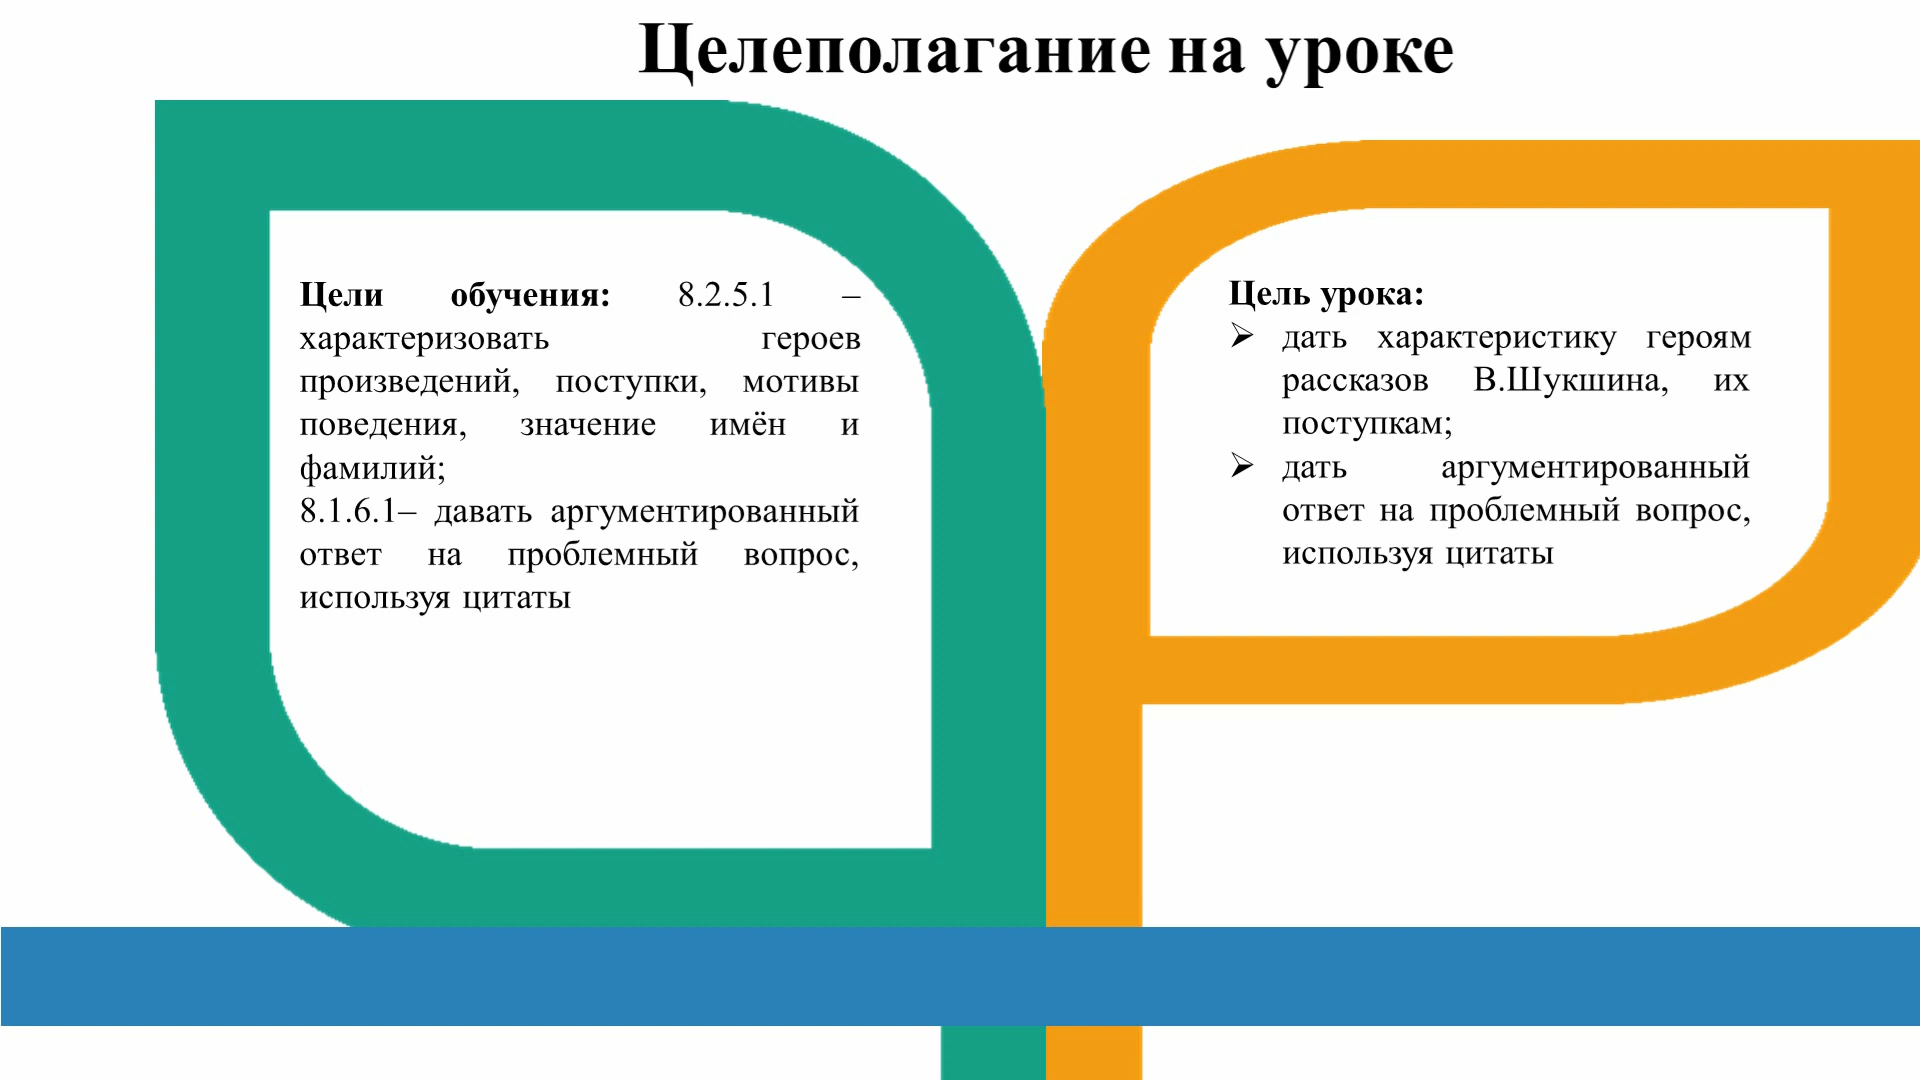 Целеполагание на уроке
Цели обучения: 8.2.5.1 –
характеризовать героев
произведений, поступки, мотивы
поведения, значение имён и
фамилий;
8.1.6.1– давать аргументированный
ответ на проблемный вопрос,
используя цитаты
Цель урока:
➢ дать характеристику героям
рассказов В.Шукшина, их
поступкам;
➢ дать аргументированный
ответ на проблемный вопрос,
используя цитаты